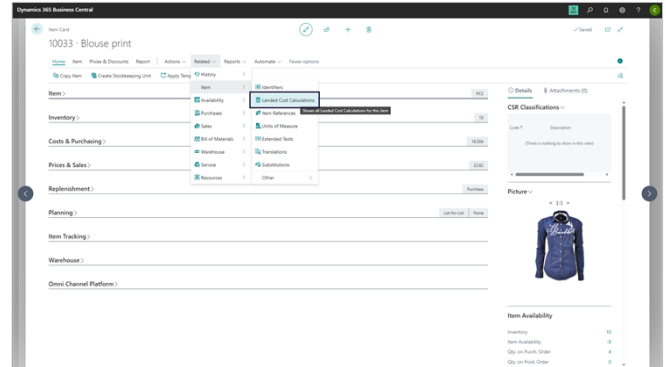 Dynamics 365 Business Central
Item Card
✓ Saved
10033 · Blouse print
Home Item Prices & Discounts Report Actions Related Reports Automate Fewer options
Copy Item Create Stockkeeping Unit Apply Temp
History
Item
Availability
Purchases
Sales
Bill of Materials
Warehouse
Service
Resources
Identifiers
Landed Cost Calculations
Shows all Landed Cost Calculations for this item
Item References
Units of Measure
Extended Texts
Translations
Substitutions
Other
Item PCS
Inventory 10
Costs & Purchasing
Prices & Sales
Replenishment Purchase
Planning Lot-for-Lot None
Item Tracking
Warehouse
Omni Channel Platform
Details Attachments (0)
CSR Classifications
Code Description
(There is nothing to show in this view)
Picture
< 1/1 >
Item Availability
Inventory 10
Item Availability -8
Qty. on Purch. Order 4
Qty. on Prod. Order 0